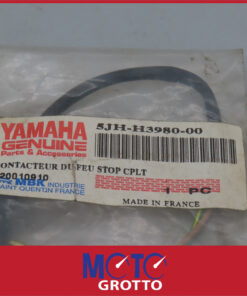 YAMAHA
GENUINE
Parts & Accessories
5JH-H3980-00
CONTACTEUR DU FEU STOP CPLT
20010910
MBK INDUSTRIE
SAINT QUENTIN FRANCE
1 PC
MADE IN FRANCE
MOTO
GROTTO